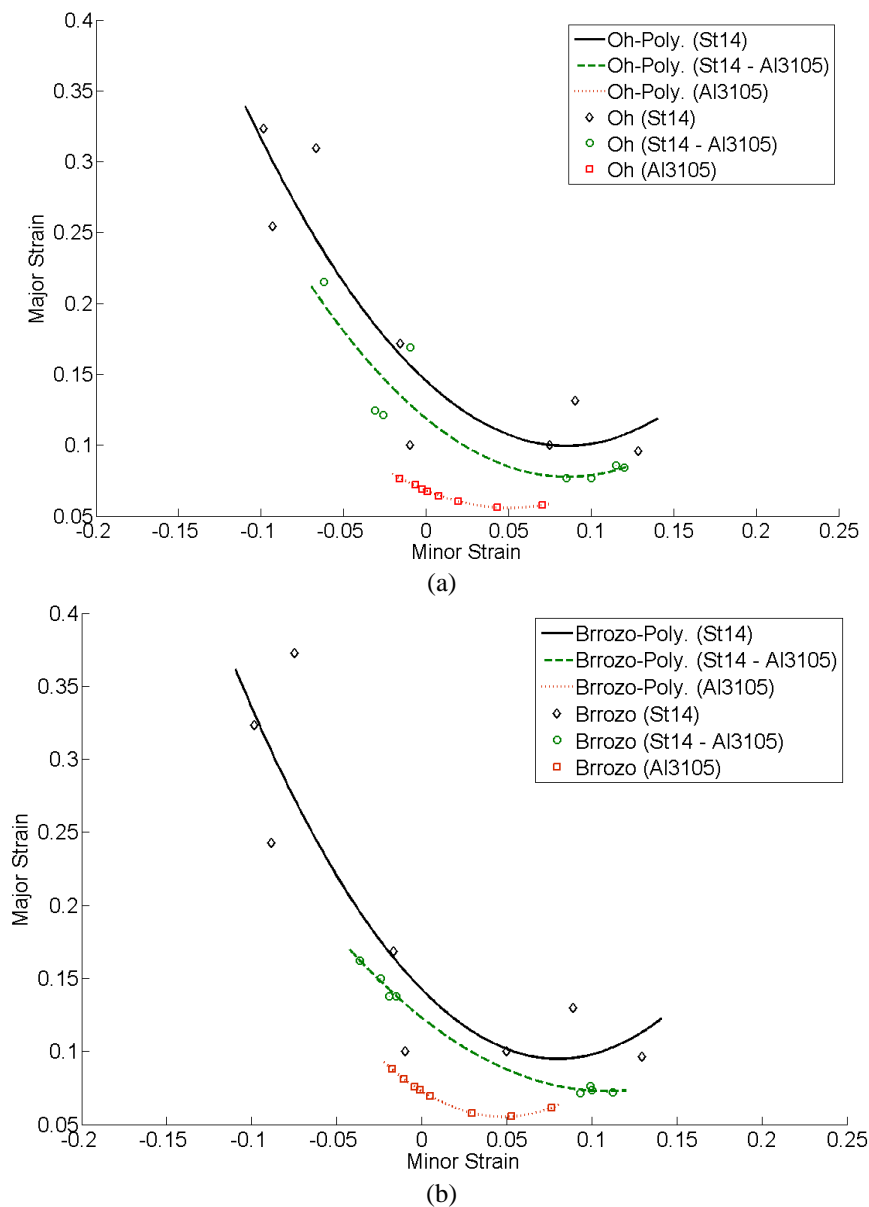 0.4
0.35
0.3
0.25
0.2
0.15
0.1
0.05
Major Strain
Oh-Poly. (St14)
Oh-Poly. (St14 - Al3105)
Oh-Poly. (Al3105)
Oh (St14)
Oh (St14 - Al3105)
Oh (Al3105)
-0.2 -0.15 -0.1 -0.05 0 0.05 0.1 0.15 0.2 0.25
Minor Strain
(a)
0.4
0.35
0.3
0.25
0.2
0.15
0.1
0.05
Major Strain
Brrozo-Poly. (St14)
Brrozo-Poly. (St14 - Al3105)
Brrozo-Poly. (Al3105)
Brrozo (St14)
Brrozo (St14 - Al3105)
Brrozo (Al3105)
-0.2 -0.15 -0.1 -0.05 0 0.05 0.1 0.15 0.2 0.25
Minor Strain
(b)